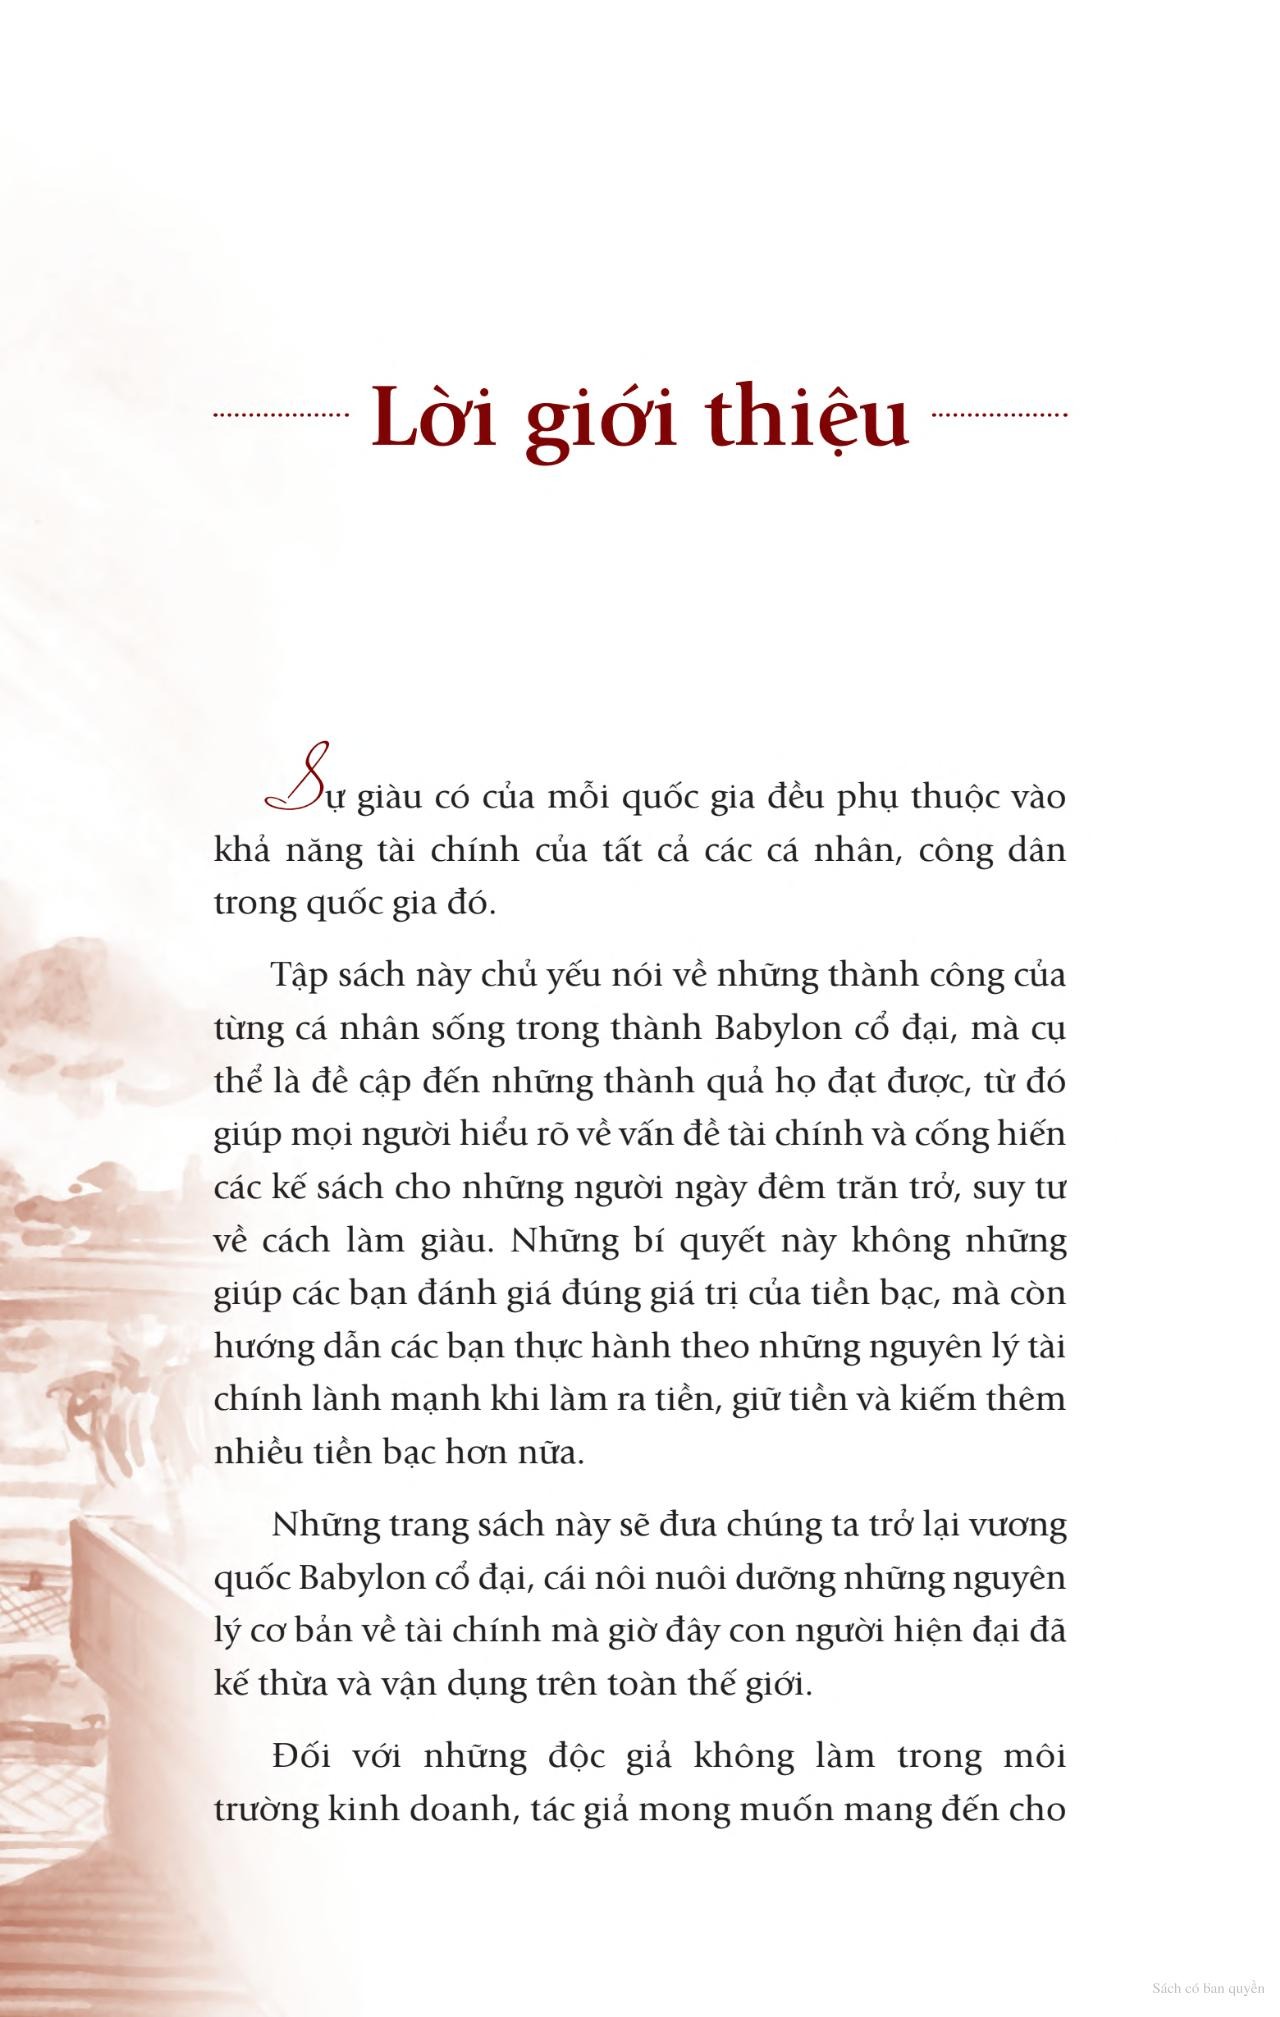 Lời giới thiệu
Sự giàu có của mỗi quốc gia đều phụ thuộc vào
khả năng tài chính của tất cả các cá nhân, công dân
trong quốc gia đó.
Tập sách này chủ yếu nói về những thành công của
từng cá nhân sống trong thành Babylon cổ đại, mà cụ
thể là đề cập đến những thành quả họ đạt được, từ đó
giúp mọi người hiểu rõ về vấn đề tài chính và cống hiến
các kế sách cho những người ngày đêm trăn trở, suy tư
về cách làm giàu. Những bí quyết này không những
giúp các bạn đánh giá đúng giá trị của tiền bạc, mà còn
hướng dẫn các bạn thực hành theo những nguyên lý tài
chính lành mạnh khi làm ra tiền, giữ tiền và kiếm thêm
nhiều tiền bạc hơn nữa.
Những trang sách này sẽ đưa chúng ta trở lại vương
quốc Babylon cổ đại, cái nôi nuôi dưỡng những nguyên
lý cơ bản về tài chính mà giờ đây con người hiện đại đã
kế thừa và vận dụng trên toàn thế giới.
Đối với những độc giả không làm trong môi
trường kinh doanh, tác giả mong muốn mang đến cho
Sách có bản quyền